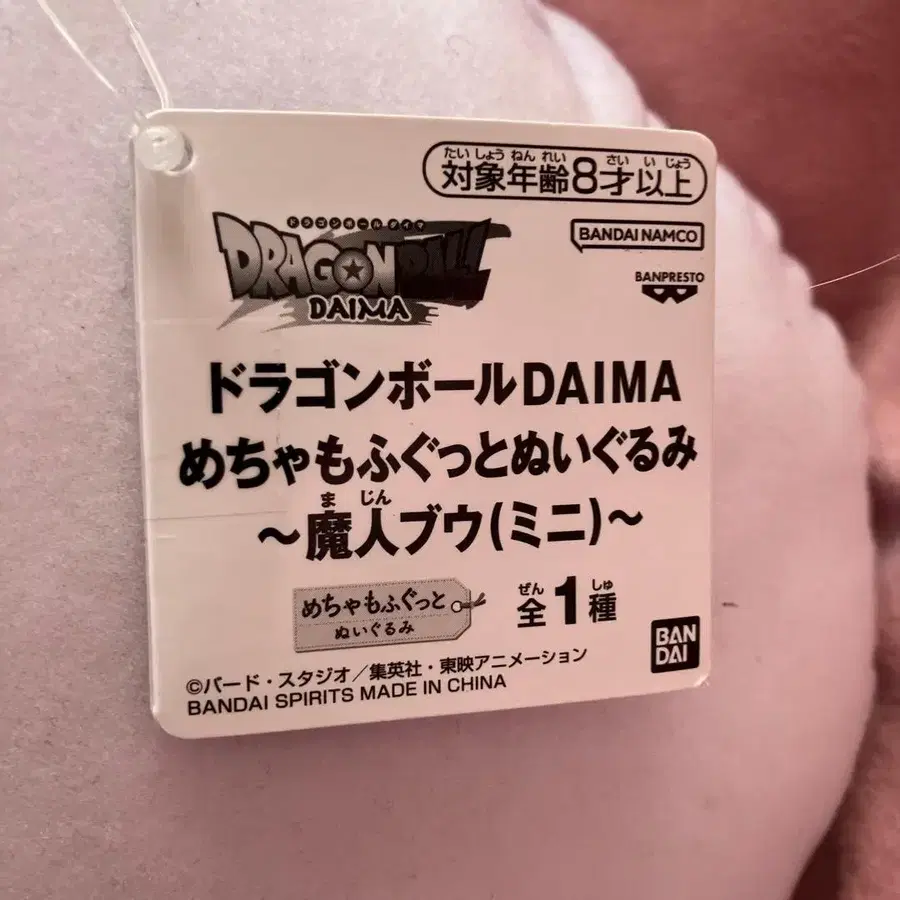 たいしょうねんれい さいいじょう
対象年齢8才以上
ドラゴンボールダイマ
DRAGON BALL
DAIMA
BANDAI NAMCO
BANPRESTO
ドラゴンボールDAIMA
めちゃもふぐっとぬいぐるみ
まじん
～魔人ブウ(ミニ)～
めちゃもふぐっと
ぬいぐるみ
ぜん しゅ
全1種
BAN
DAI
©バード・スタジオ／集英社・東映アニメーション
BANDAI SPIRITS MADE IN CHINA